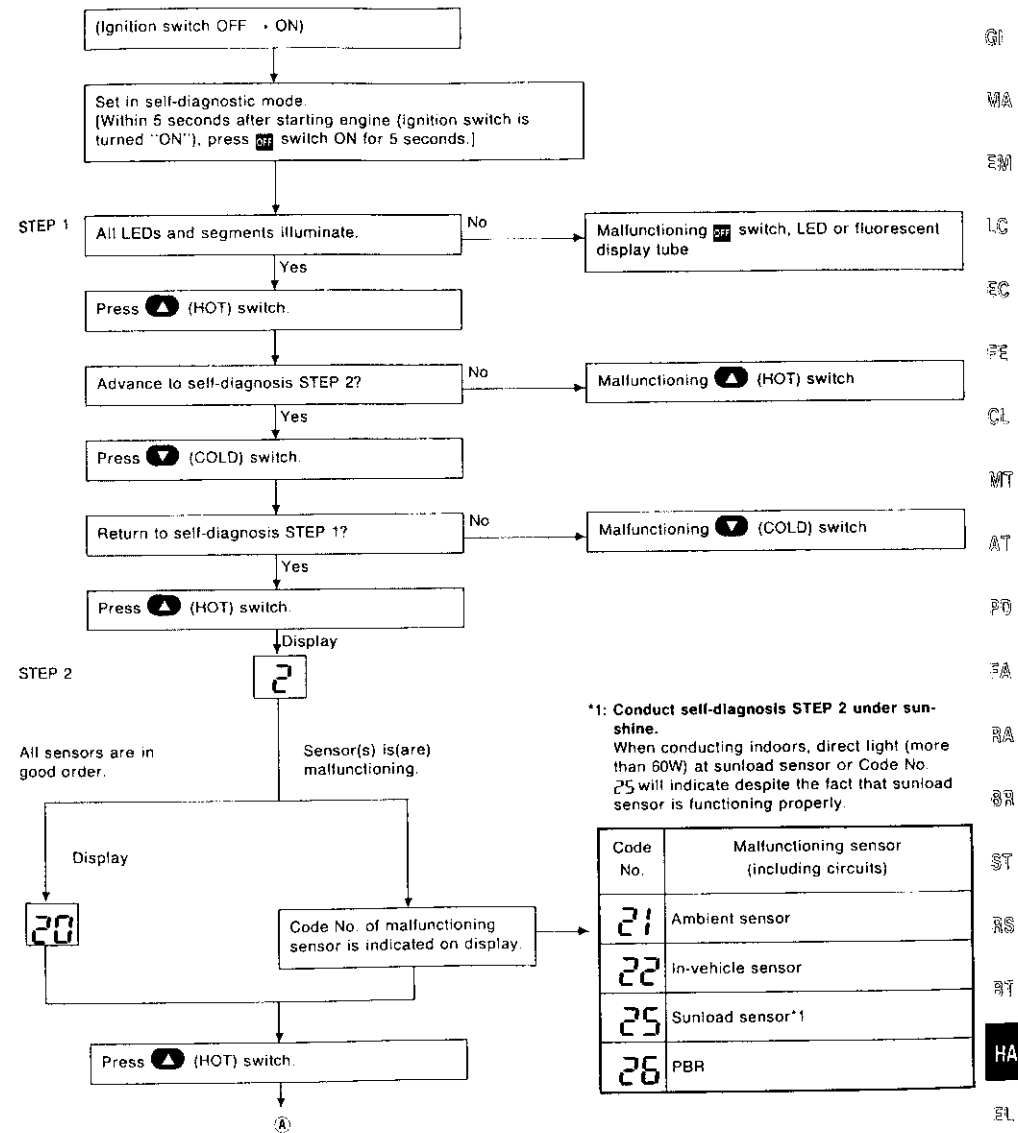 (Ignition switch OFF → ON)
Set in self-diagnostic mode.
[Within 5 seconds after starting engine (ignition switch is
turned "ON"), press OFF switch ON for 5 seconds.]
STEP 1
All LEDs and segments illuminate.
No
Malfunctioning OFF switch, LED or fluorescent
display tube
Yes
Press (HOT) switch.
Advance to self-diagnosis STEP 2?
No
Malfunctioning (HOT) switch
Yes
Press (COLD) switch.
Return to self-diagnosis STEP 1?
No
Malfunctioning (COLD) switch
Yes
Press (HOT) switch.
Display
STEP 2
2
All sensors are in
good order.
Sensor(s) is(are)
malfunctioning.
Display
20
Code No. of malfunctioning
sensor is indicated on display.
Press (HOT) switch.
A
*1: Conduct self-diagnosis STEP 2 under sun-
shine.
When conducting indoors, direct light (more
than 60W) at sunload sensor or Code No.
25 will indicate despite the fact that sunload
sensor is functioning properly.
Code No.
Malfunctioning sensor
(including circuits)
21 Ambient sensor
22 In-vehicle sensor
25 Sunload sensor*1
26 PBR
GI
MA
EM
LC
EC
FE
CL
MT
AT
PD
FA
RA
BR
ST
RS
BT
HA
EL